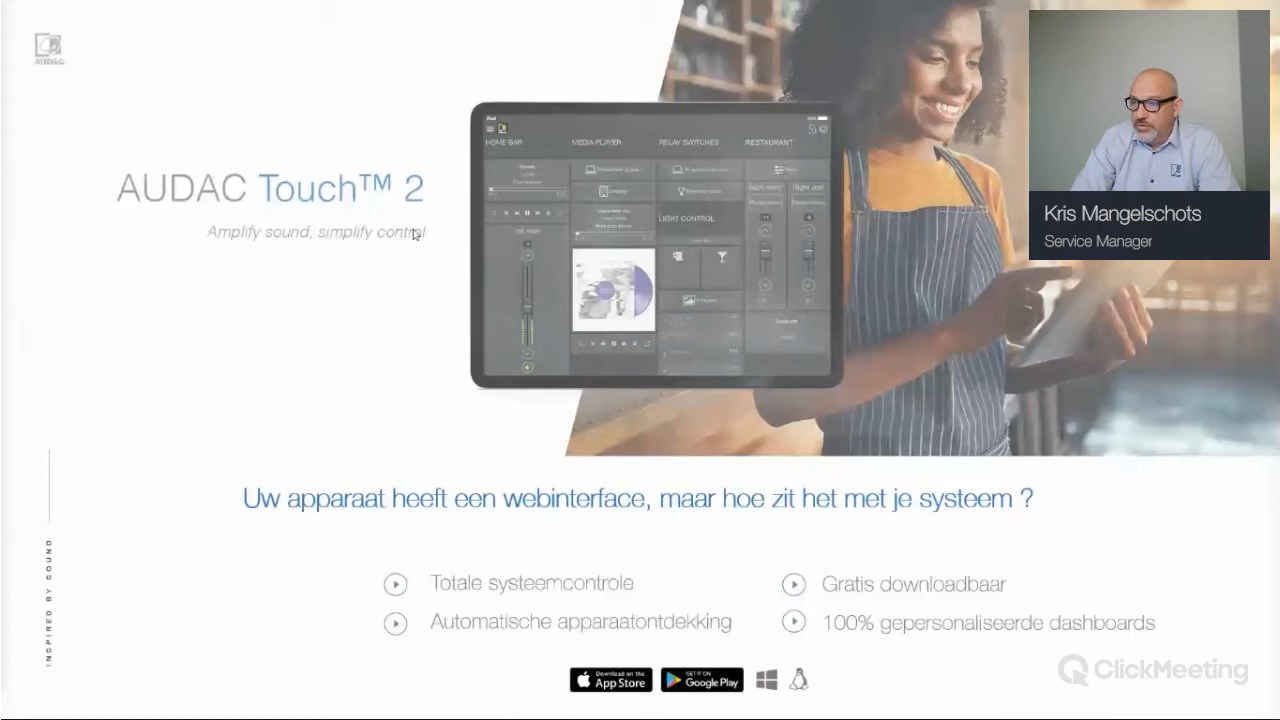 AUDAC
AUDAC Touch™ 2
Amplify sound, simplify control
iPad
HOME BAR
MEDIA PLAYER
RELAY SWITCHES
RESTAURANT
LIGHT CONTROL
Kris Mangelschots
Service Manager
Uw apparaat heeft een webinterface, maar hoe zit het met je systeem ?
Totale systeemcontrole
Gratis downloadbaar
Automatische apparaatontdekking
100% gepersonaliseerde dashboards
INSPIRED BY SOUND
Download on the
App Store
GET IT ON
Google Play
ClickMeeting